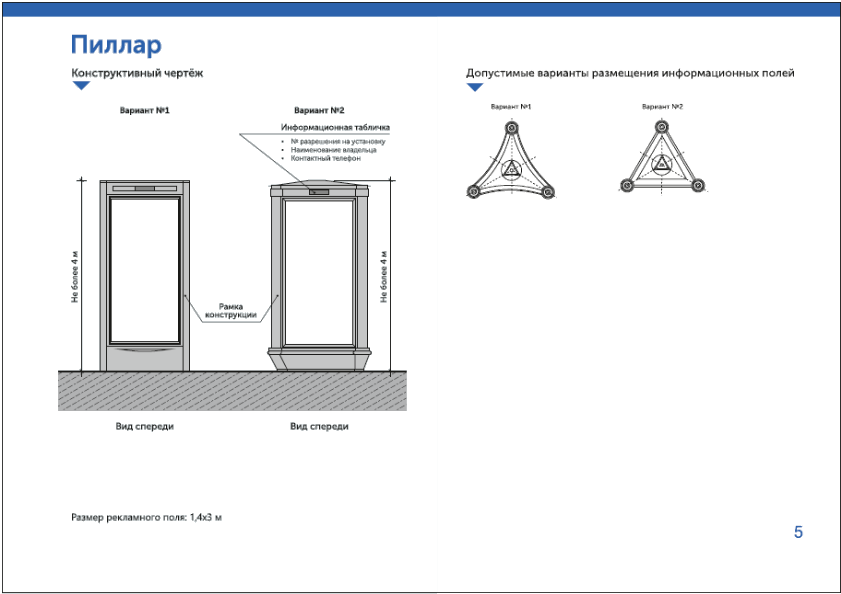 Пиллар
Конструктивный чертёж
Вариант №1
Вариант №2
Информационная табличка
• № разрешения на установку
• Наименование владельца
• Контактный телефон
Не более 4 м
Рамка
конструкции
Не более 4 м
Вид спереди
Вид спереди
Размер рекламного поля: 1,4х3 м
Допустимые варианты размещения информационных полей
Вариант №1
Вариант №2
5